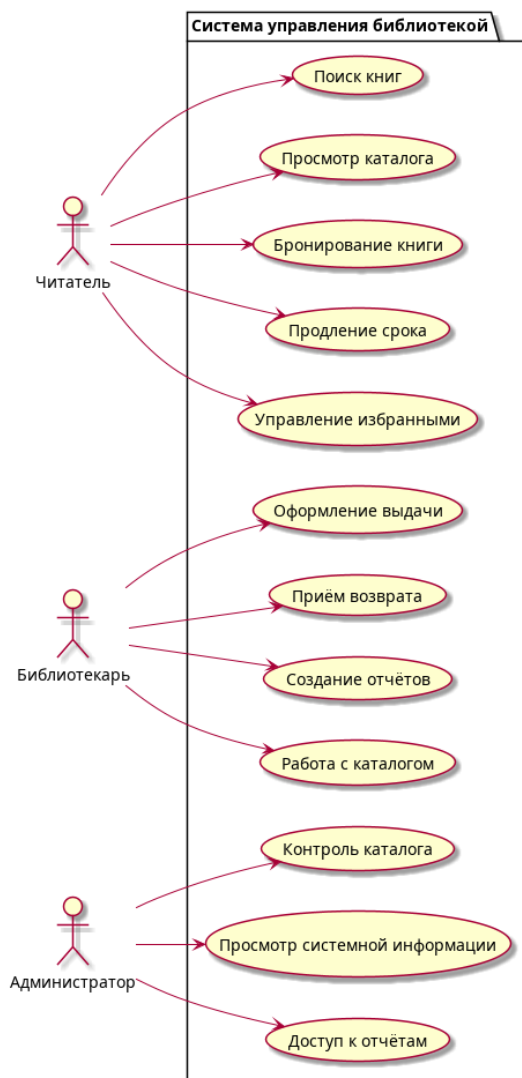 Система управления библиотекой
Поиск книг
Просмотр каталога
Бронирование книги
Читатель
Продление срока
Управление избранными
Оформление выдачи
Приём возврата
Библиотекарь
Создание отчётов
Работа с каталогом
Контроль каталога
Просмотр системной информации
Администратор
Доступ к отчётам